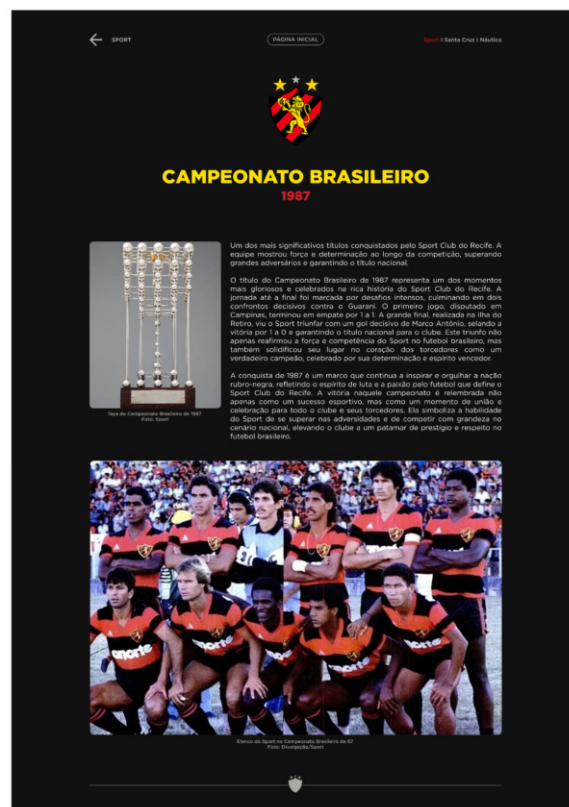 SPORT
PÁGINA INICIAL
Sport I Santa Cruz I Náutico
CAMPEONATO BRASILEIRO
1987
Um dos mais significativos títulos conquistados pelo Sport Club do Recife. A
equipe mostrou força e determinação ao longo da competição, superando
grandes adversários e garantindo o título nacional.
O título do Campeonato Brasileiro de 1987 representa um dos momentos
mais gloriosos e celebrados na rica história do Sport Club do Recife. A
jornada até a final foi marcada por desafios intensos, culminando em dois
confrontos decisivos contra o Guarani. O primeiro jogo, disputado em
Campinas, terminou em empate por 1 a 1. A grande final, realizada na Ilha do
Retiro, viu o Sport triunfar com um gol decisivo de Marco Antônio, selando a
vitória por 1 a 0 e garantindo o título nacional para o clube. Este triunfo não
apenas reafirmou a força e competência do Sport no futebol brasileiro, mas
também solidificou seu lugar no coração dos torcedores como um
verdadeiro campeão, celebrado por sua determinação e espírito vencedor.
A conquista de 1987 é um marco que continua a inspirar e orgulhar a nação
rubro-negra, refletindo o espírito de luta e a paixão pelo futebol que define o
Sport Club do Recife. A vitória naquele campeonato é relembrada não
apenas como um sucesso esportivo, mas como um momento de união e
celebração para todo o clube e seus torcedores. Ela simboliza a habilidade
do Sport de se superar nas adversidades e de competir com grandeza no
cenário nacional, elevando o clube a um patamar de prestígio e respeito no
futebol brasileiro.
Taça do Campeonato Brasileiro de 1987
Foto: Sport
anorte
anorte
Elenco do Sport no Campeonato Brasileiro de 87
Foto: Divulgação/Sport